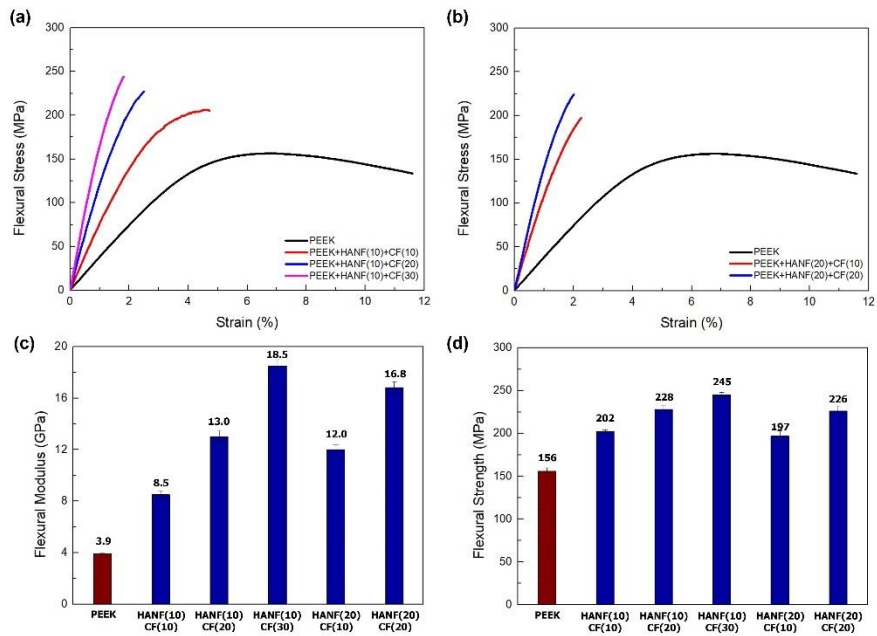 (a)
300
250
200
150
100
50
0
Flexural Stress (MPa)
PEEK
PEEK+HANF(10)+CF(10)
PEEK+HANF(10)+CF(20)
PEEK+HANF(10)+CF(30)
0 2 4 6 8 10 12
Strain (%)
(b)
300
250
200
150
100
50
0
Flexural Stress (MPa)
PEEK
PEEK+HANF(20)+CF(10)
PEEK+HANF(20)+CF(20)
0 2 4 6 8 10 12
Strain (%)
(c)
20
16
12
8
4
0
Flexural Modulus (GPa)
3.9
8.5
13.0
18.5
12.0
16.8
PEEK HANF(10) HANF(10) HANF(10) HANF(20) HANF(20)
CF(10) CF(20) CF(30) CF(10) CF(20)
(d)
300
250
200
150
100
50
0
Flexural Strength (MPa)
156
202
228
245
197
226
PEEK HANF(10) HANF(10) HANF(10) HANF(20) HANF(20)
CF(10) CF(20) CF(30) CF(10) CF(20)